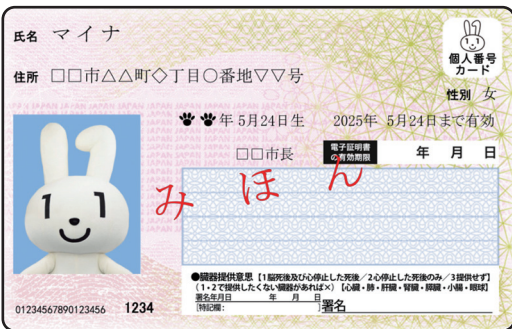 氏名 マイナ
個人番号
カード
住所 □□市△△町◇丁目○番地▽▽号
性別 女
年 5月24日生 2025年 5月24日まで有効
□□市長 電子証明書
の有効期限 年 月 日
みほん
●臓器提供意思【1脳死後及び心停止した死後/2心停止した死後のみ/3提供せず】
(1・2で提供したくない臓器があれば×)【心臓・肺・肝臓・腎臓・膵臓・小腸・眼球】
署名年月日 年 月 日
[特記欄: ]署名
01234567890123456 1234
JAPAN JAPAN JAPAN JAPAN JAPAN